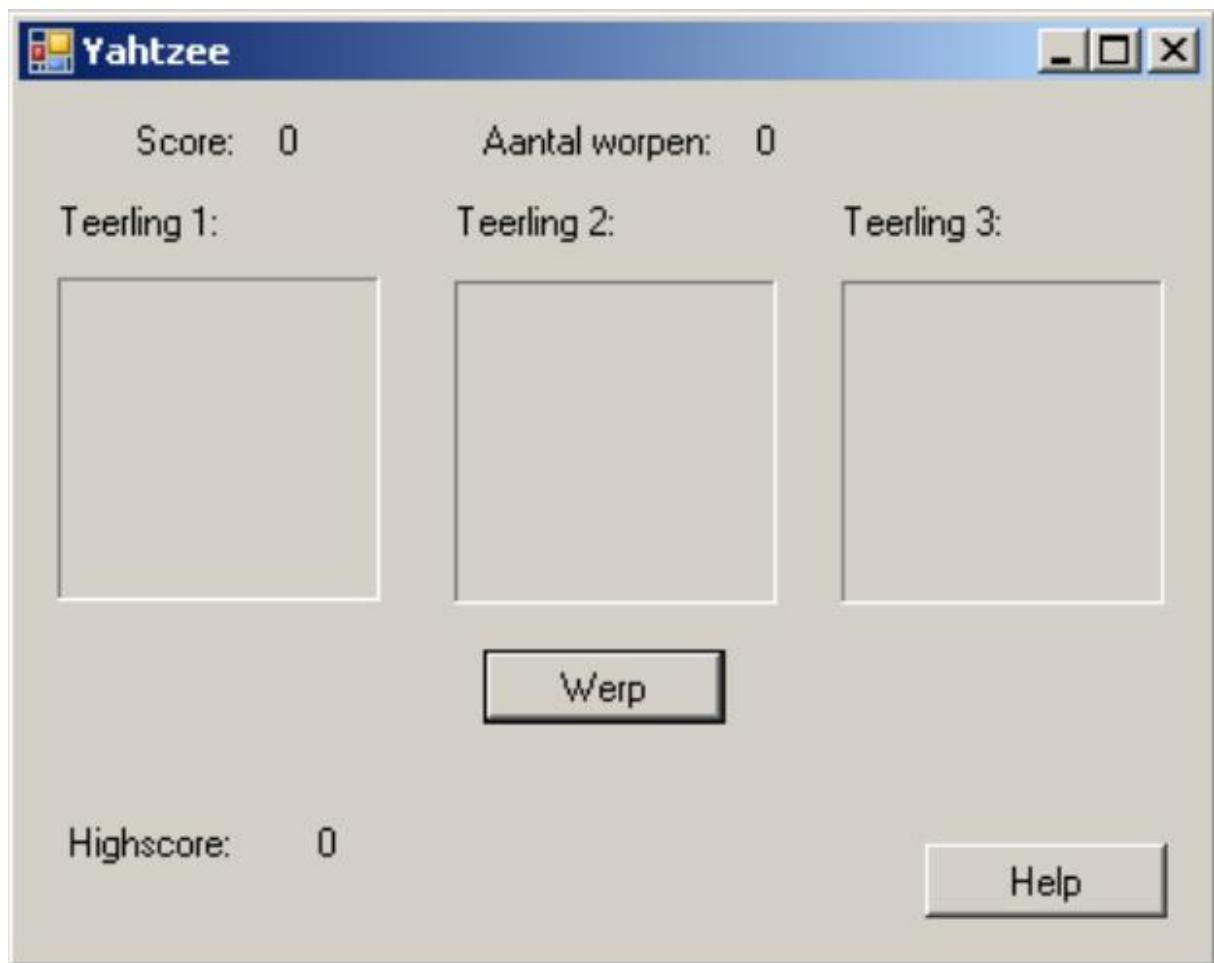 Yahtzee
Score: 0 Aantal worpen: 0
Teerling 1: Teerling 2: Teerling 3:
Werp
Highscore: 0
Help